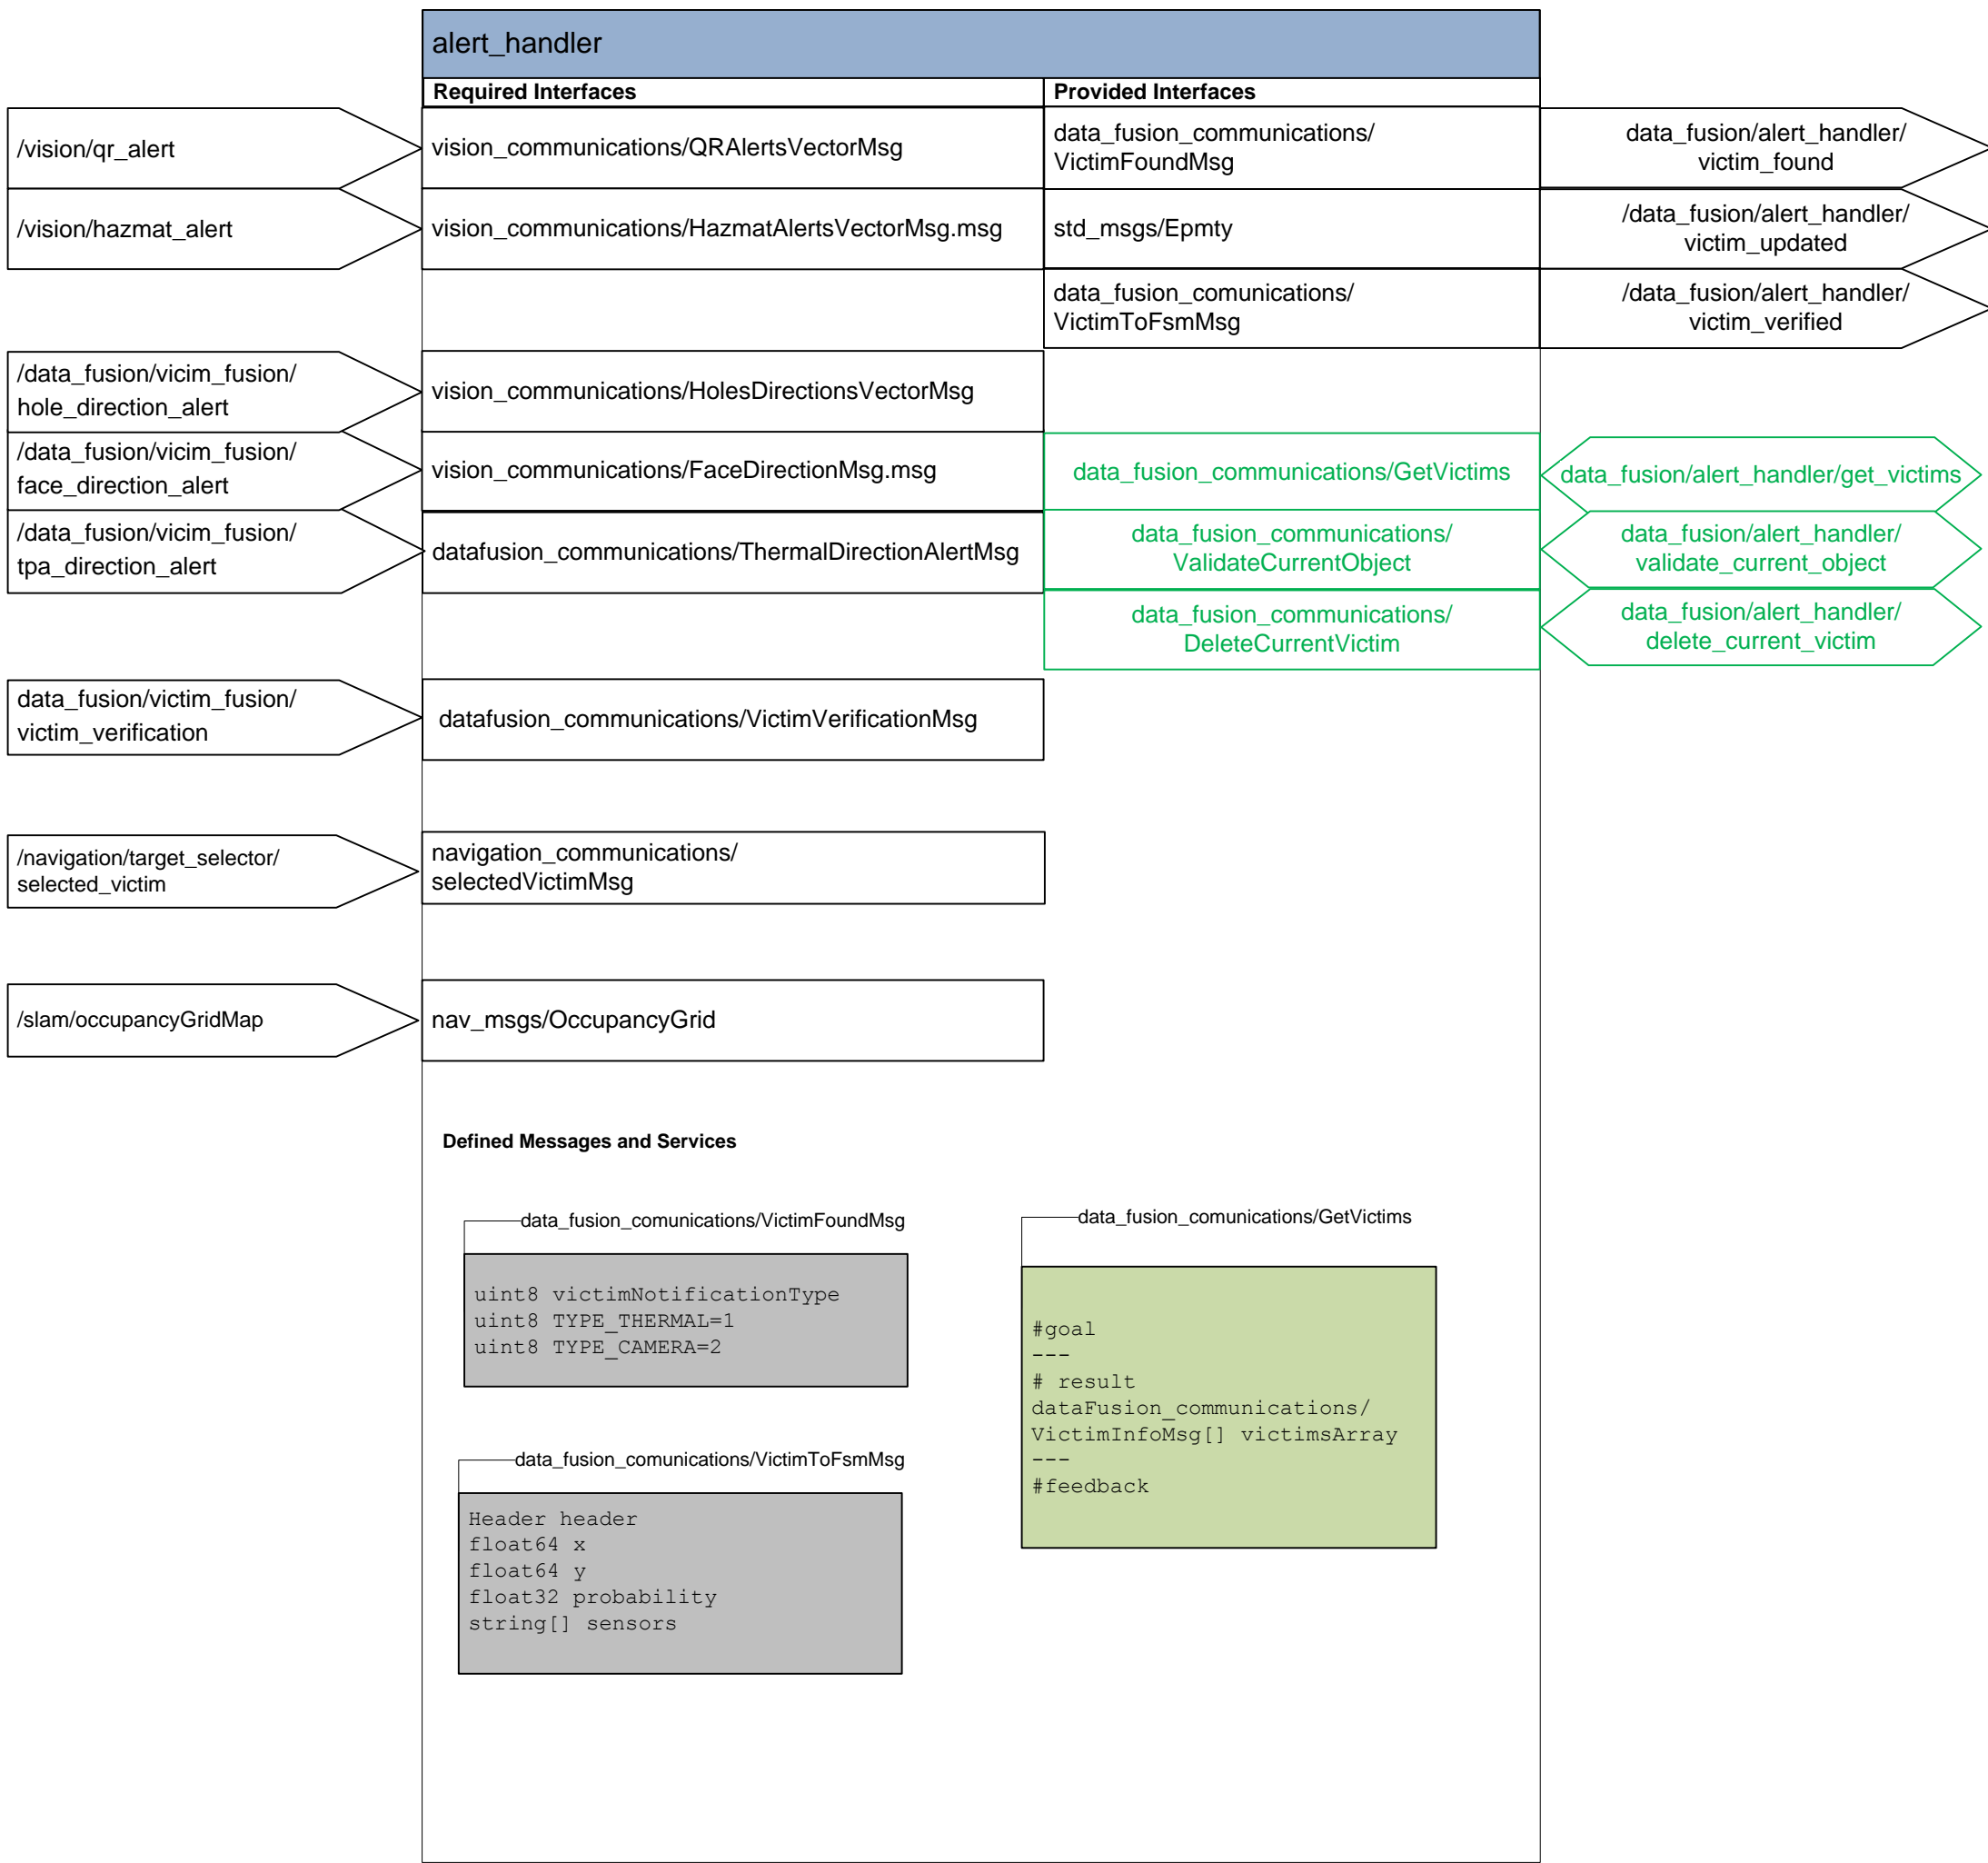 alert_handler
Required Interfaces
Provided Interfaces
/vision/qr_alert
vision_communications/QRAlertsVectorMsg
data_fusion_communications/
VictimFoundMsg
data_fusion/alert_handler/
victim_found
/vision/hazmat_alert
vision_communications/HazmatAlertsVectorMsg.msg
std_msgs/Epmty
/data_fusion/alert_handler/
victim_updated
data_fusion_comunications/
VictimToFsmMsg
/data_fusion/alert_handler/
victim_verified
/data_fusion/vicim_fusion/
hole_direction_alert
vision_communications/HolesDirectionsVectorMsg
/data_fusion/vicim_fusion/
face_direction_alert
vision_communications/FaceDirectionMsg.msg
data_fusion_communications/GetVictims
data_fusion/alert_handler/get_victims
/data_fusion/vicim_fusion/
tpa_direction_alert
datafusion_communications/ThermalDirectionAlertMsg
data_fusion_communications/
ValidateCurrentObject
data_fusion/alert_handler/
validate_current_object
data_fusion_communications/
DeleteCurrentVictim
data_fusion/alert_handler/
delete_current_victim
data_fusion/victim_fusion/
victim_verification
datafusion_communications/VictimVerificationMsg
/navigation/target_selector/
selected_victim
navigation_communications/
selectedVictimMsg
/slam/occupancyGridMap
nav_msgs/OccupancyGrid
Defined Messages and Services
data_fusion_comunications/VictimFoundMsg
uint8 victimNotificationType
uint8 TYPE_THERMAL=1
uint8 TYPE_CAMERA=2
data_fusion_comunications/GetVictims
#goal
---
# result
dataFusion_communications/
VictimInfoMsg[] victimsArray
---
#feedback
data_fusion_comunications/VictimToFsmMsg
Header header
float64 x
float64 y
float32 probability
string[] sensors